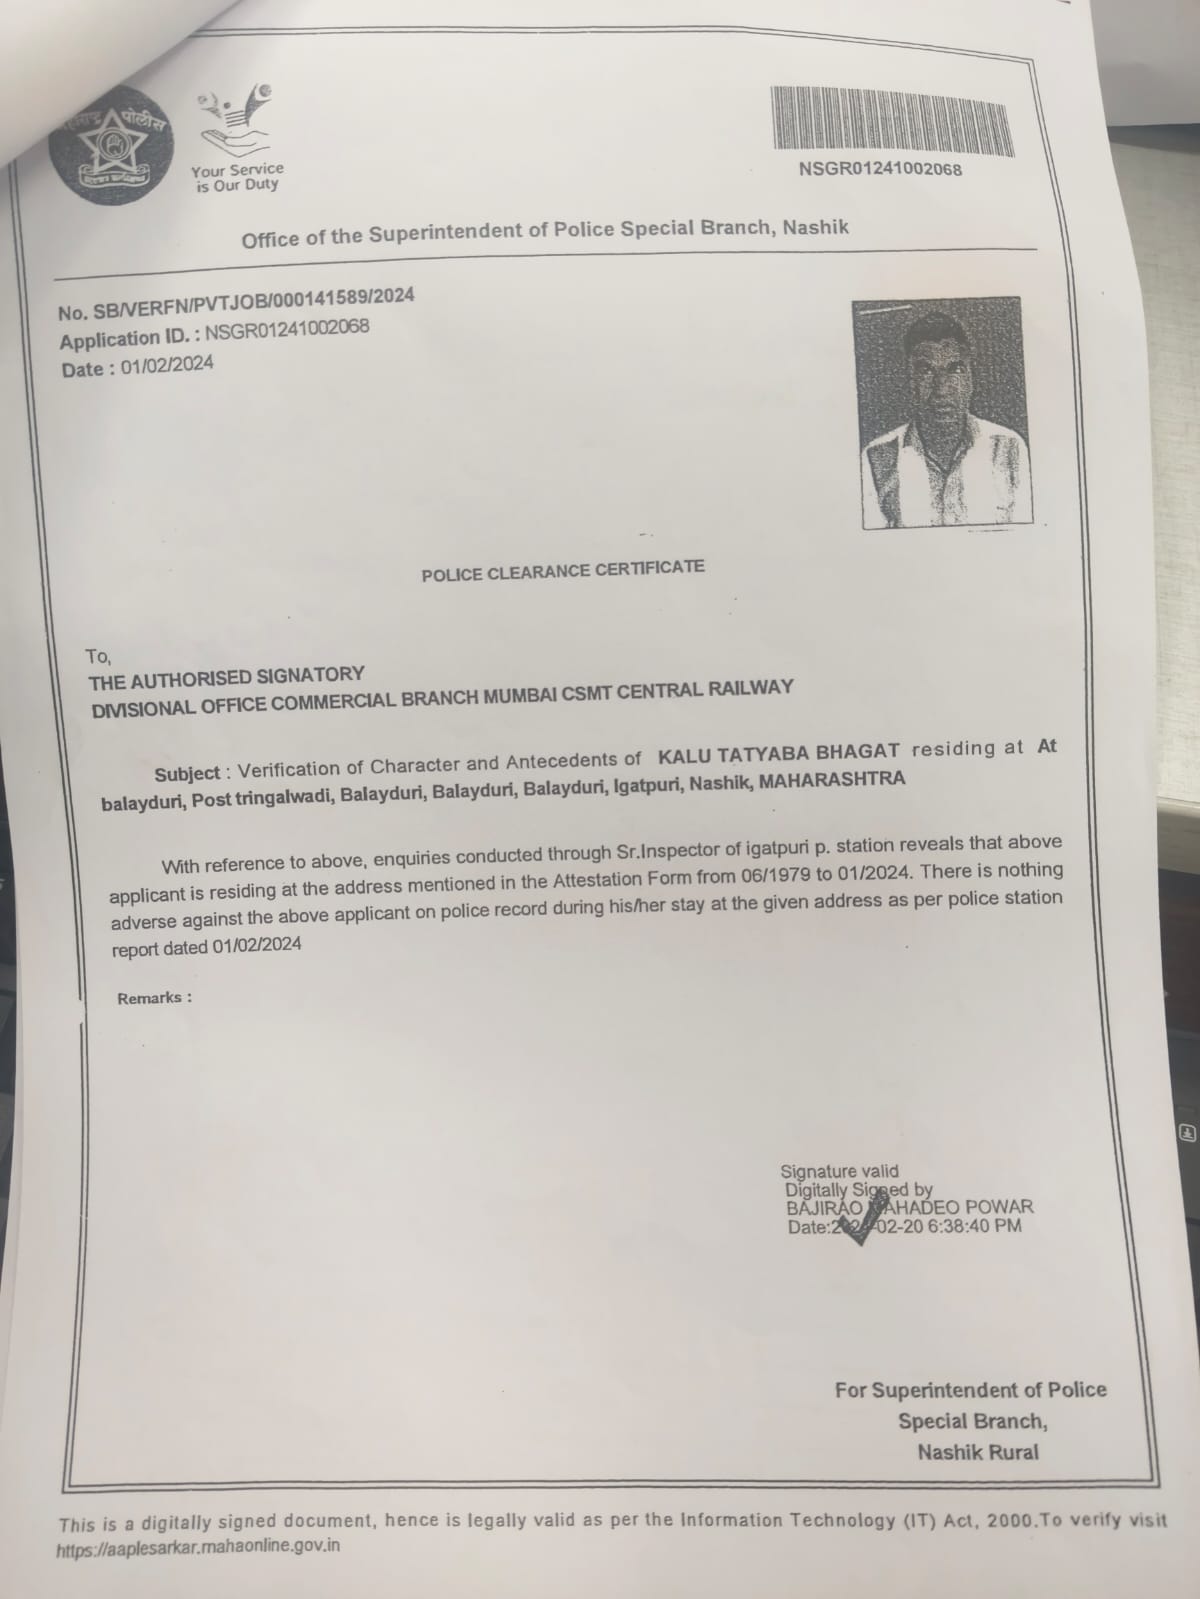 पोलीस
Your Service
is Our Duty
NSGR01241002068
Office of the Superintendent of Police Special Branch, Nashik
No. SB/VERFN/PVTJOB/000141589/2024
Application ID. : NSGR01241002068
Date : 01/02/2024
POLICE CLEARANCE CERTIFICATE
To,
THE AUTHORISED SIGNATORY
DIVISIONAL OFFICE COMMERCIAL BRANCH MUMBAI CSMT CENTRAL RAILWAY
Subject : Verification of Character and Antecedents of KALU TATYABA BHAGAT residing at At
balayduri, Post tringalwadi, Balayduri, Balayduri, Balayduri, Igatpuri, Nashik, MAHARASHTRA
With reference to above, enquiries conducted through Sr.Inspector of igatpuri p. station reveals that above
applicant is residing at the address mentioned in the Attestation Form from 06/1979 to 01/2024. There is nothing
adverse against the above applicant on police record during his/her stay at the given address as per police station
report dated 01/02/2024
Remarks :
Signature valid
Digitally Signed by
BAJIRAO MAHADEO POWAR
Date:2024-02-20 6:38:40 PM
For Superintendent of Police
Special Branch,
Nashik Rural
This is a digitally signed document, hence is legally valid as per the Information Technology (IT) Act, 2000.To verify visit
https://aaplesarkar.mahaonline.gov.in